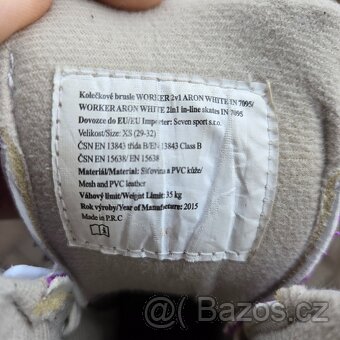 Kolečkové brusle WORKER 2v1 ARON WHITE IN 7095/
WORKER ARON WHITE 2in1 in-line skates IN 7095
Dovozce do EU/EU Importer: Seven sport s.r.o.
Velikost/Size: XS (29-32)
ČSN EN 13843 třída B/EN 13843 Class B
ČSN EN 15638/ EN 15638
Materiál/Material: Síťovina a PVC kůže/
Mesh and PVC leather
Váhový limit/Weight Limit: 35 kg
Rok výroby/Year of Manufacture: 2015
Made in P.R.C
Bazos.cz